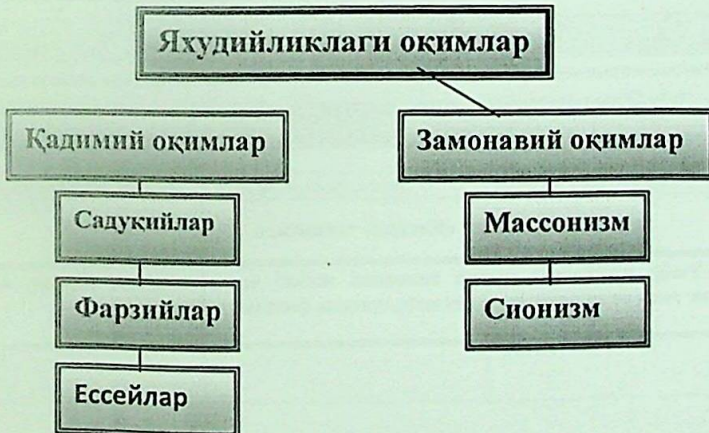 Яхудийликлаги оқимлар
Қадимий оқимлар
Замонавий оқимлар
Садуқийлар
Массонизм
Фарзийлар
Сионизм
Ессейлар